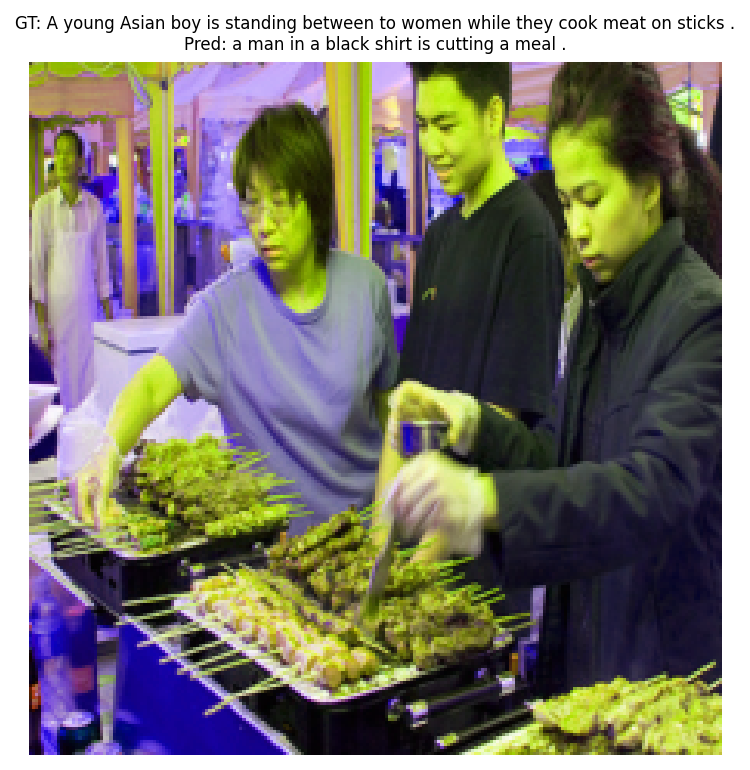 GT: A young Asian boy is standing between to women while they cook meat on sticks .
Pred: a man in a black shirt is cutting a meal .